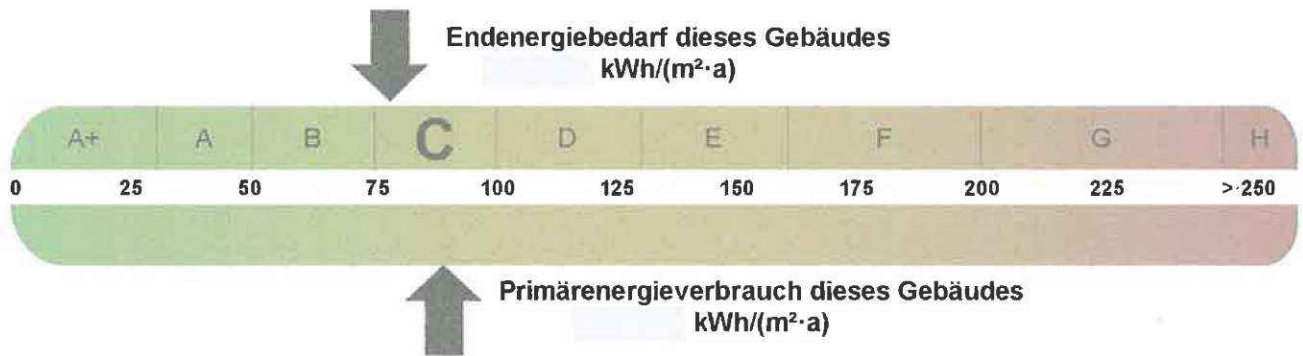 Endenergiebedarf dieses Gebäudes
kWh/(m²·a)
A+ A B C D E F G H
0 25 50 75 100 125 150 175 200 225 >·250
Primärenergieverbrauch dieses Gebäudes
kWh/(m²·a)